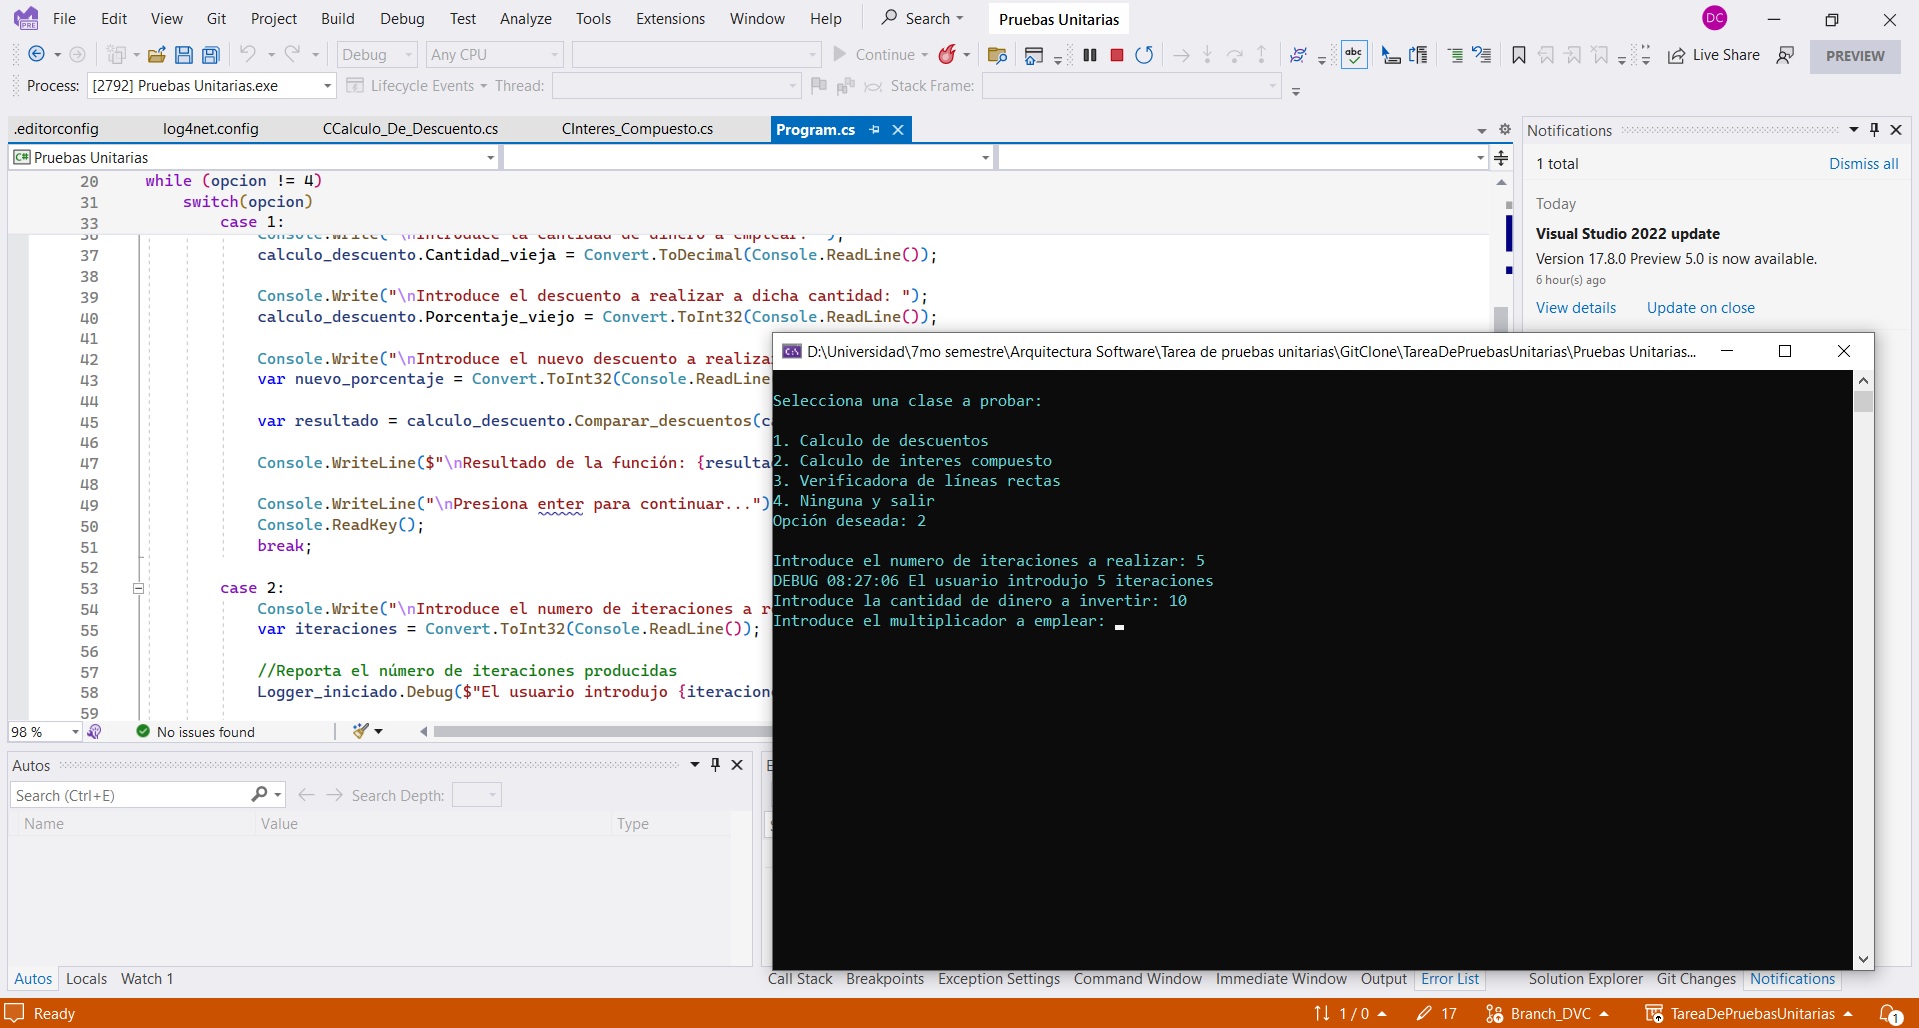 File Edit View Git Project Build Debug Test Analyze Tools Extensions Window Help Search Pruebas Unitarias DC
Debug Any CPU Continue abc Live Share PREVIEW
Process: [2792] Pruebas Unitarias.exe Lifecycle Events Thread: Stack Frame:
.editorconfig log4net.config CCalculo_De_Descuento.cs CInteres_Compuesto.cs Program.cs
C# Pruebas Unitarias
20 while (opcion != 4)
31 switch(opcion)
33 case 1:
36 Console.Write("\nIntroduce la cantidad de dinero a emplear: ");
37 calculo_descuento.Cantidad_vieja = Convert.ToDecimal(Console.ReadLine());
38
39 Console.Write("\nIntroduce el descuento a realizar a dicha cantidad: ");
40 calculo_descuento.Porcentaje_viejo = Convert.ToInt32(Console.ReadLine());
41
42 Console.Write("\nIntroduce el nuevo descuento a realiza
43 var nuevo_porcentaje = Convert.ToInt32(Console.ReadLine
44
45 var resultado = calculo_descuento.Comparar_descuentos(c
46
47 Console.WriteLine($"\nResultado de la función: {resulta
48
49 Console.WriteLine("\nPresiona enter para continuar...")
50 Console.ReadKey();
51 break;
52
53 case 2:
54 Console.Write("\nIntroduce el numero de iteraciones a r
55 var iteraciones = Convert.ToInt32(Console.ReadLine());
56
57 //Reporta el número de iteraciones producidas
58 Logger_iniciado.Debug($"El usuario introdujo {iteracion
59
98 % No issues found
Autos
Search (Ctrl+E) Search Depth:
Name Value Type
Autos Locals Watch 1
D:\Universidad\7mo semestre\Arquitectura Software\Tarea de pruebas unitarias\GitClone\TareaDePruebasUnitarias\Pruebas Unitarias...
Selecciona una clase a probar:
1. Calculo de descuentos
2. Calculo de interes compuesto
3. Verificadora de líneas rectas
4. Ninguna y salir
Opción deseada: 2
Introduce el numero de iteraciones a realizar: 5
DEBUG 08:27:06 El usuario introdujo 5 iteraciones
Introduce la cantidad de dinero a invertir: 10
Introduce el multiplicador a emplear:
Notifications
1 total Dismiss all
Today
Visual Studio 2022 update
Version 17.8.0 Preview 5.0 is now available.
6 hour(s) ago
View details Update on close
Call Stack Breakpoints Exception Settings Command Window Immediate Window Output Error List Solution Explorer Git Changes Notifications
Ready 1 / 0 17 Branch_DVC TareaDePruebasUnitarias 1